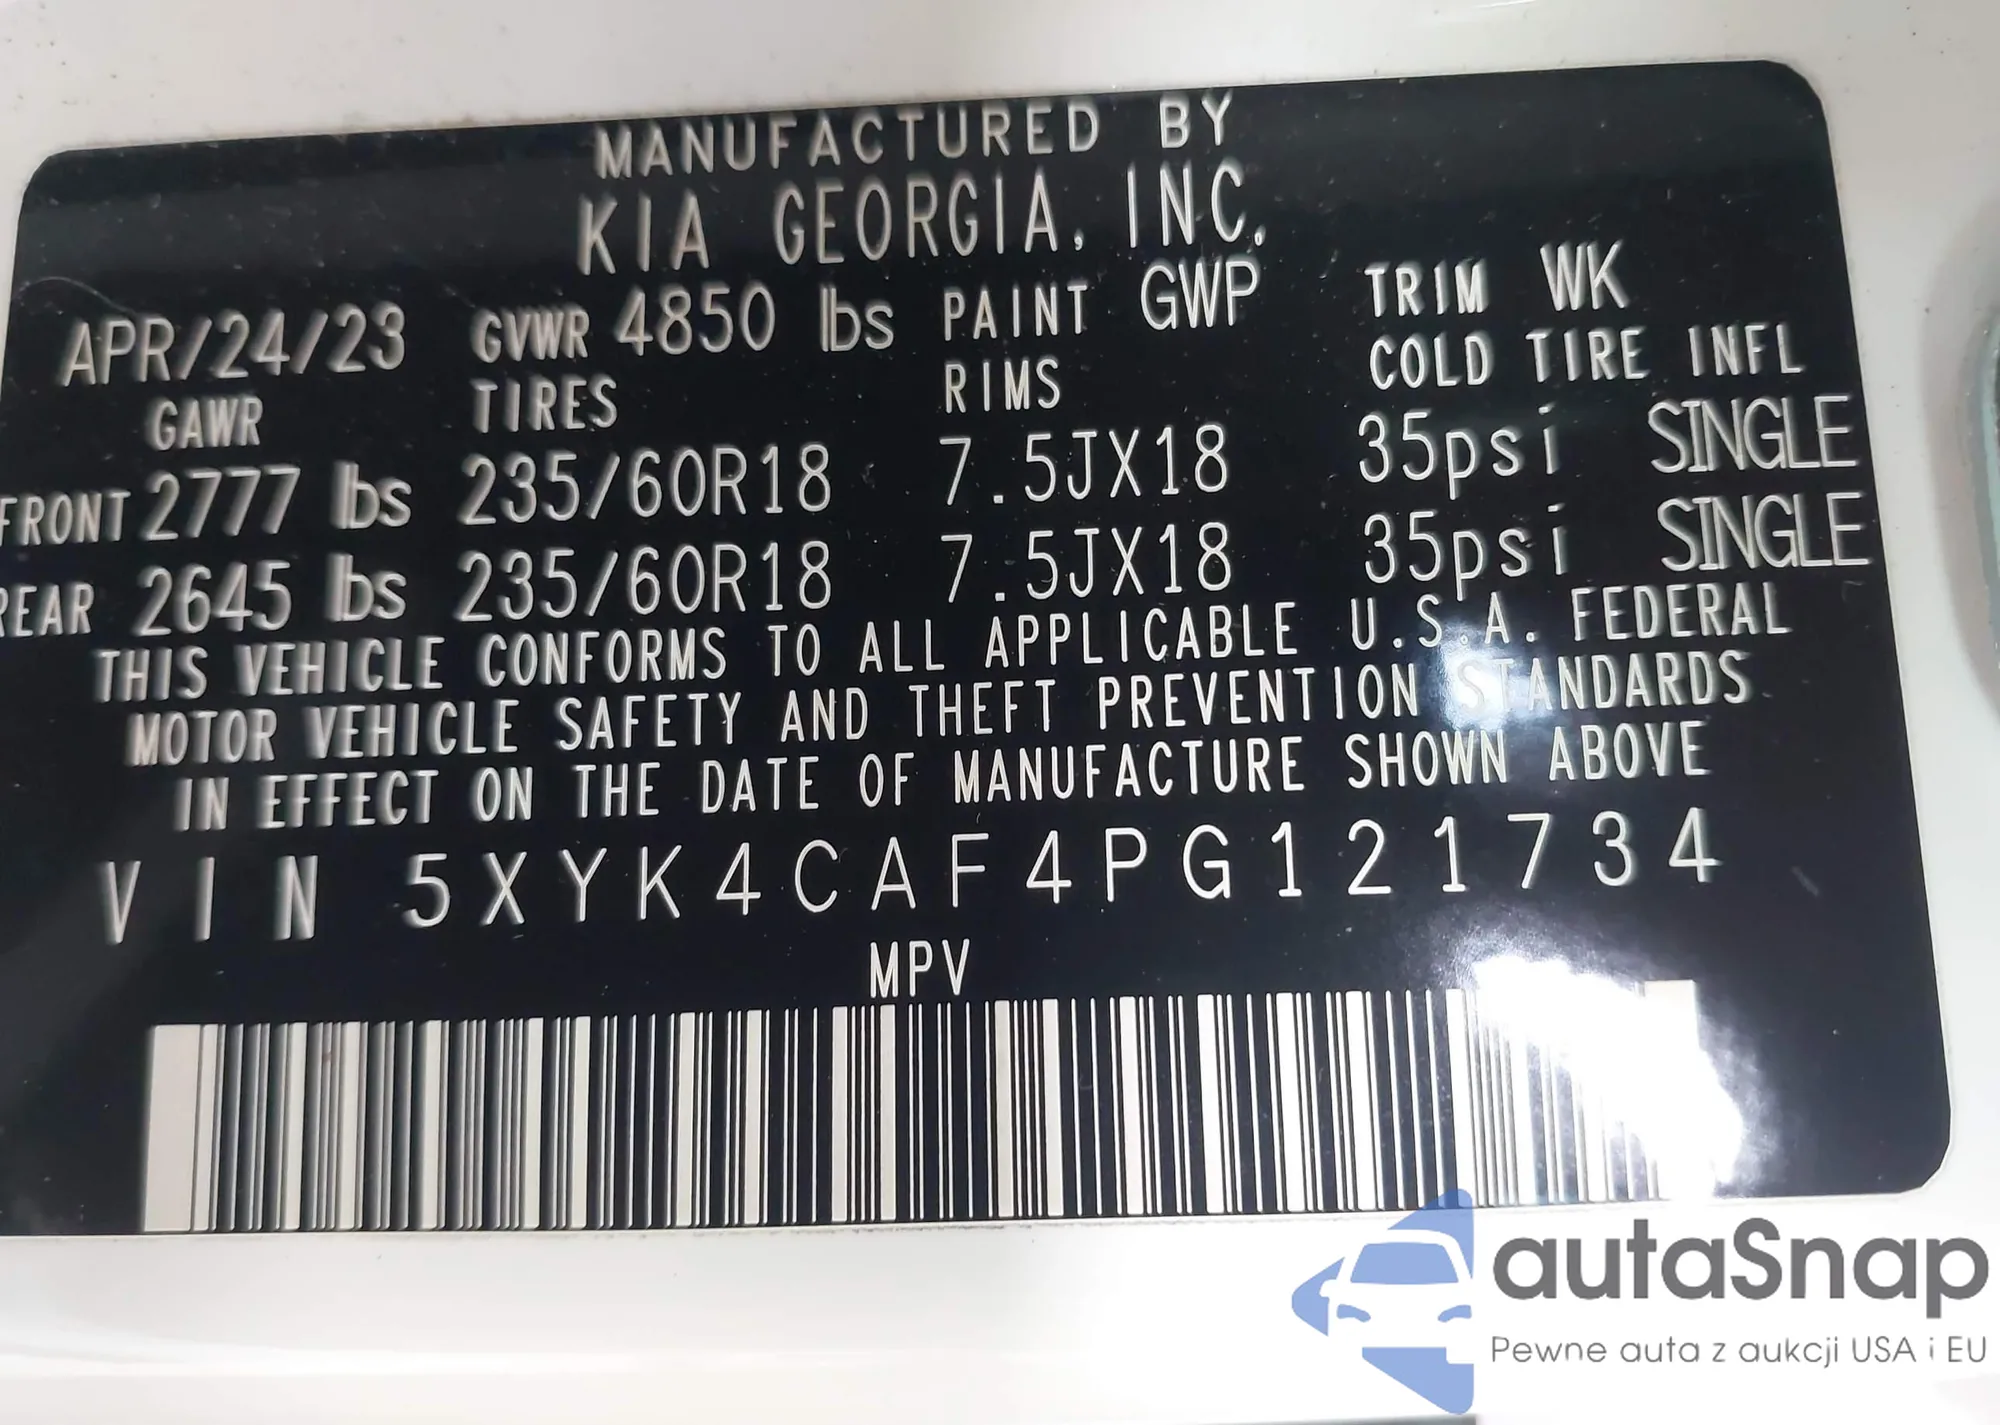 MANUFACTURED BY
KIA GEORGIA, INC.
APR/24/23 GVWR 4850 lbs PAINT GWP TRIM WK
GAWR TIRES RIMS COLD TIRE INFL
FRONT 2777 lbs 235/60R18 7.5JX18 35psi SINGLE
REAR 2645 lbs 235/60R18 7.5JX18 35psi SINGLE
THIS VEHICLE CONFORMS TO ALL APPLICABLE U.S.A. FEDERAL
MOTOR VEHICLE SAFETY AND THEFT PREVENTION STANDARDS
IN EFFECT ON THE DATE OF MANUFACTURE SHOWN ABOVE
VIN 5XYK4CAF4PG121734
MPV
autaSnap
Pewne auta z aukcji USA i EU